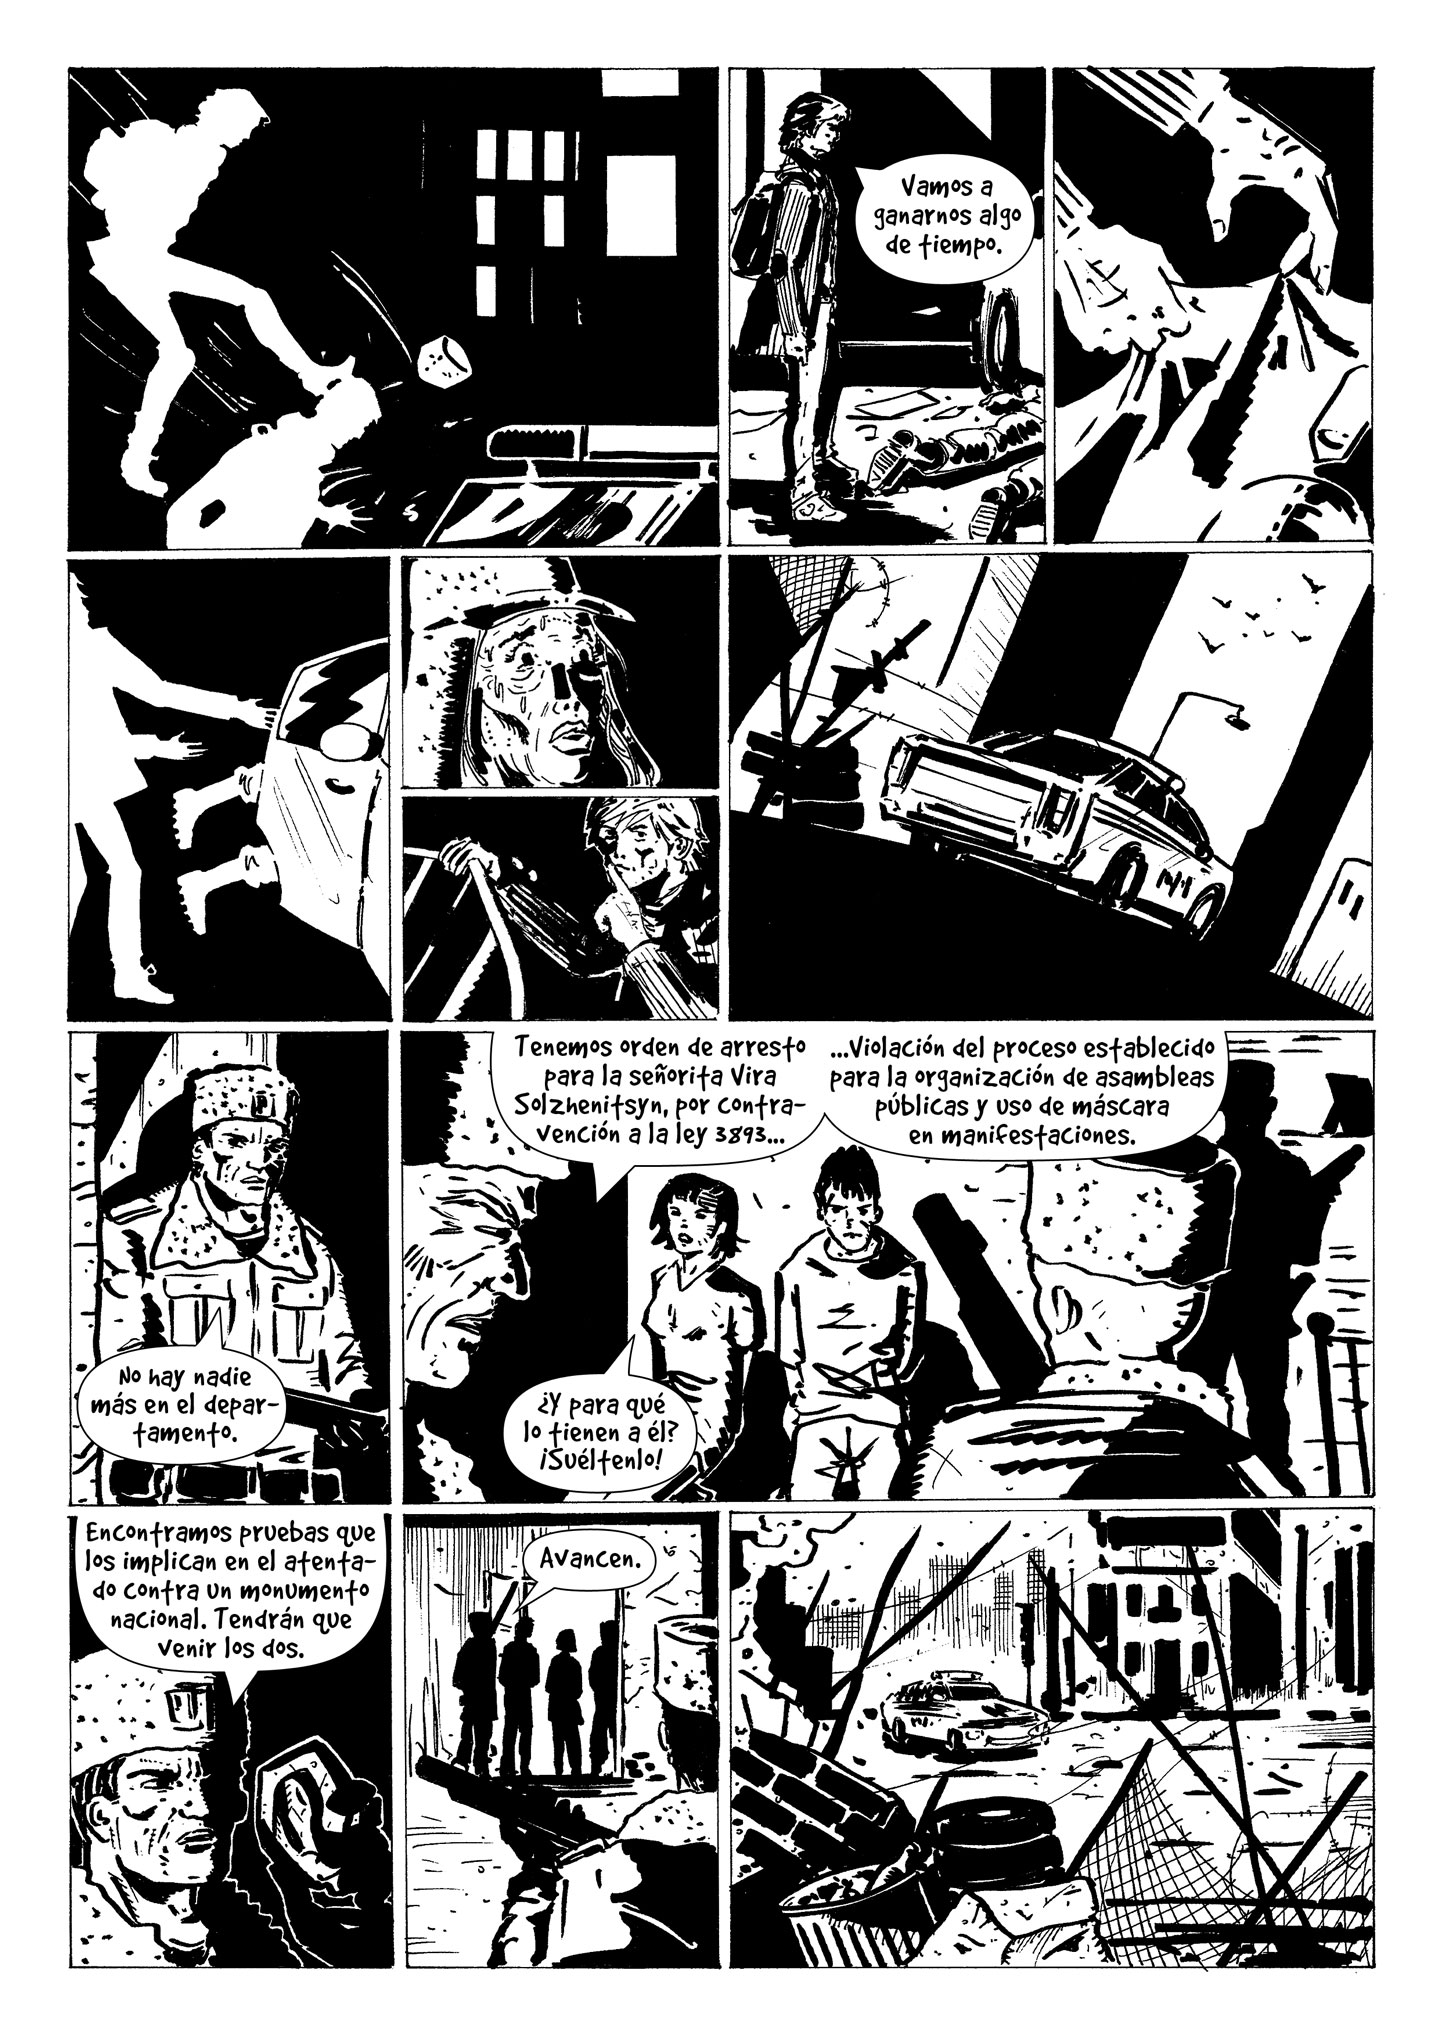 Vamos a
ganarnos algo
de tiempo.
No hay nadie
más en el depar-
tamento.
Tenemos orden de arresto
para la señorita Vira
Solzhenitsyn, por contra-
vención a la ley 3893...
...Violación del proceso establecido
para la organización de asambleas
públicas y uso de máscara
en manifestaciones.
¿Y para qué
lo tienen a él?
¡Suéltenlo!
Encontramos pruebas que
los implican en el atenta-
do contra un monumento
nacional. Tendrán que
venir los dos.
Avancen.